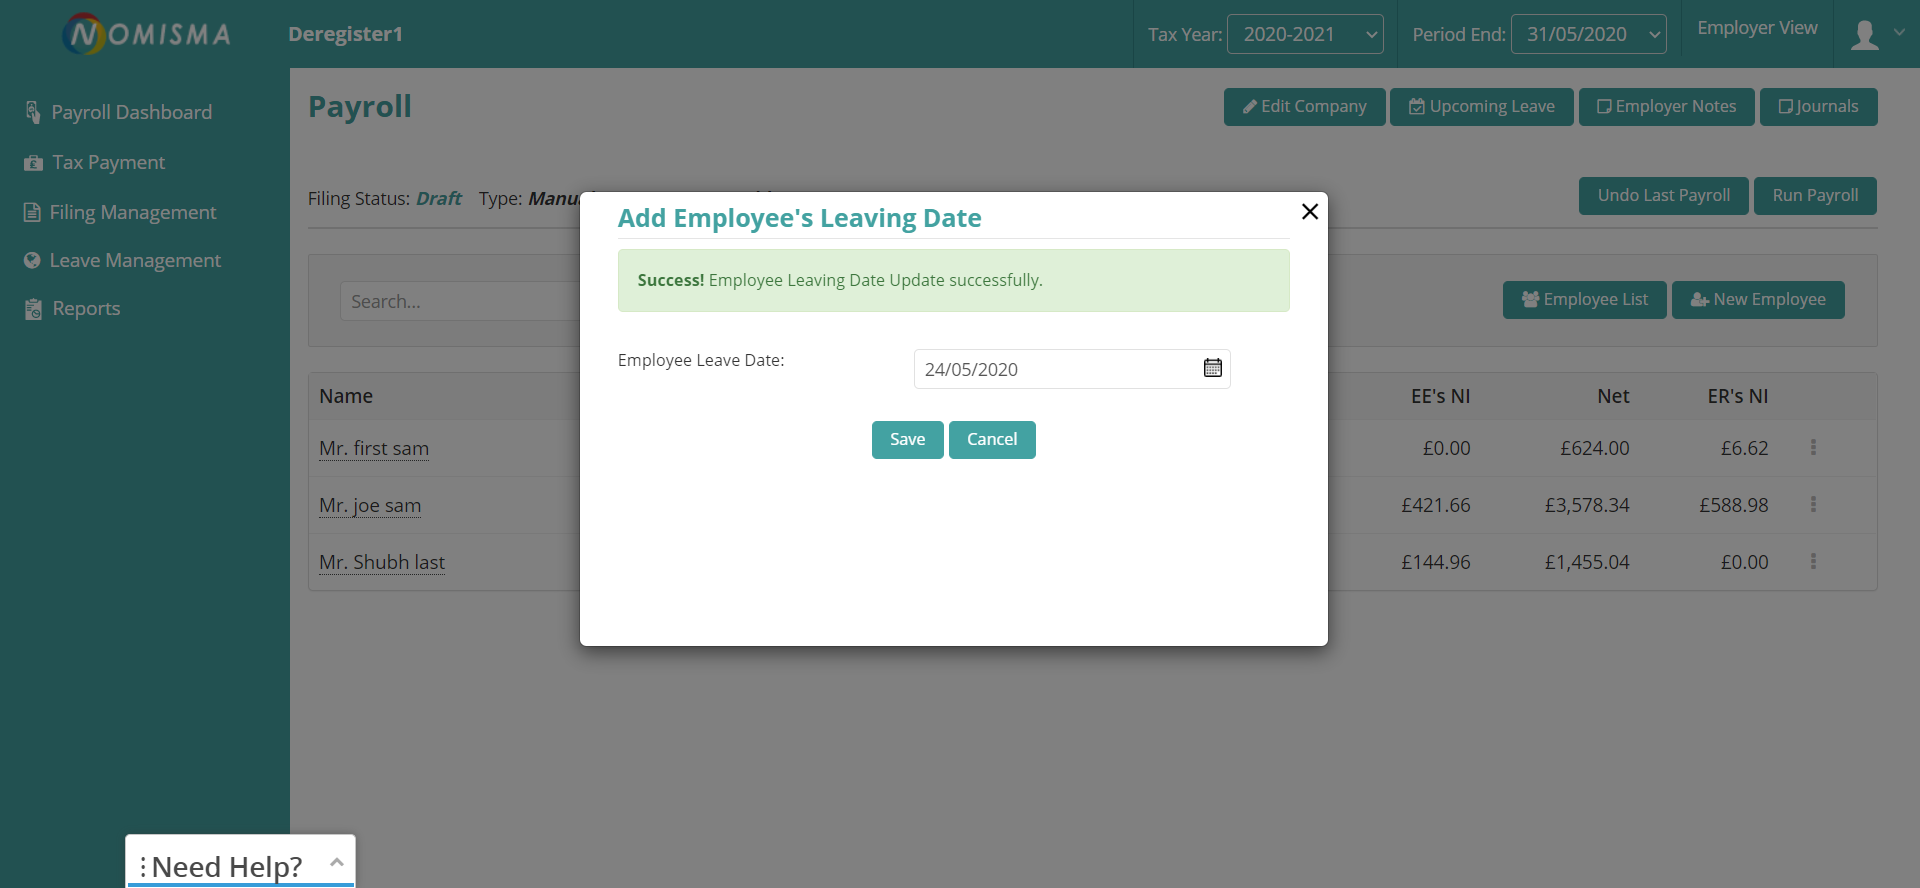 NOMISMA
Deregister1
Tax Year: 2020-2021
Period End: 31/05/2020
Employer View
Payroll Dashboard
Tax Payment
Filing Management
Leave Management
Reports
Payroll
Edit Company
Upcoming Leave
Employer Notes
Journals
Filing Status: Draft Type:
Undo Last Payroll
Run Payroll
Search...
Employee List
New Employee
Add Employee's Leaving Date
Success! Employee Leaving Date Update successfully.
Employee Leave Date: 24/05/2020
Save Cancel
Name EE's NI Net ER's NI
Mr. first sam £0.00 £624.00 £6.62
Mr. joe sam £421.66 £3,578.34 £588.98
Mr. Shubh last £144.96 £1,455.04 £0.00
Need Help?